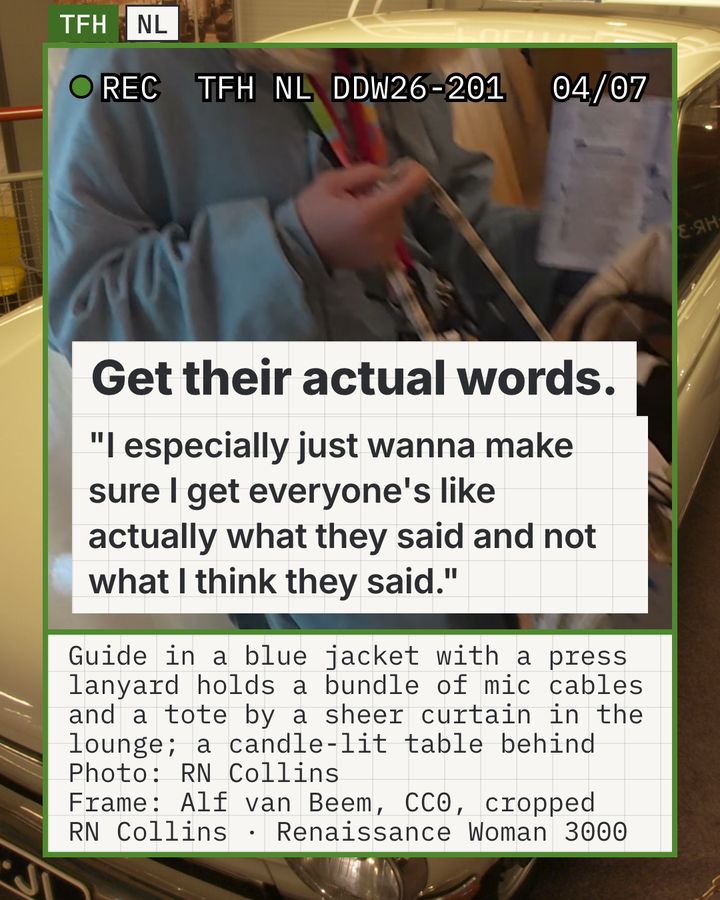 TFH NL
REC TFH NL DDW26-201 04/07
Get their actual words.
"I especially just wanna make
sure I get everyone's like
actually what they said and not
what I think they said."
Guide in a blue jacket with a press
lanyard holds a bundle of mic cables
and a tote by a sheer curtain in the
lounge; a candle-lit table behind
Photo: RN Collins
Frame: Alf van Beem, CC0, cropped
RN Collins · Renaissance Woman 3000